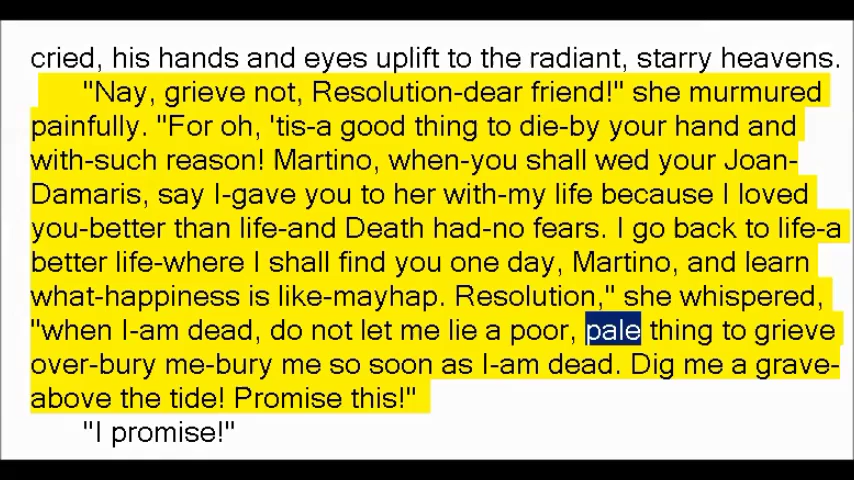 cried, his hands and eyes uplift to the radiant, starry heavens.
"Nay, grieve not, Resolution-dear friend!" she murmured
painfully. "For oh, 'tis-a good thing to die-by your hand and
with-such reason! Martino, when-you shall wed your Joan-
Damaris, say I-gave you to her with-my life because I loved
you-better than life-and Death had-no fears. I go back to life-a
better life-where I shall find you one day, Martino, and learn
what-happiness is like-mayhap. Resolution," she whispered,
"when I-am dead, do not let me lie a poor, pale thing to grieve
over-bury me-bury me so soon as I-am dead. Dig me a grave-
above the tide! Promise this!"
"I promise!"